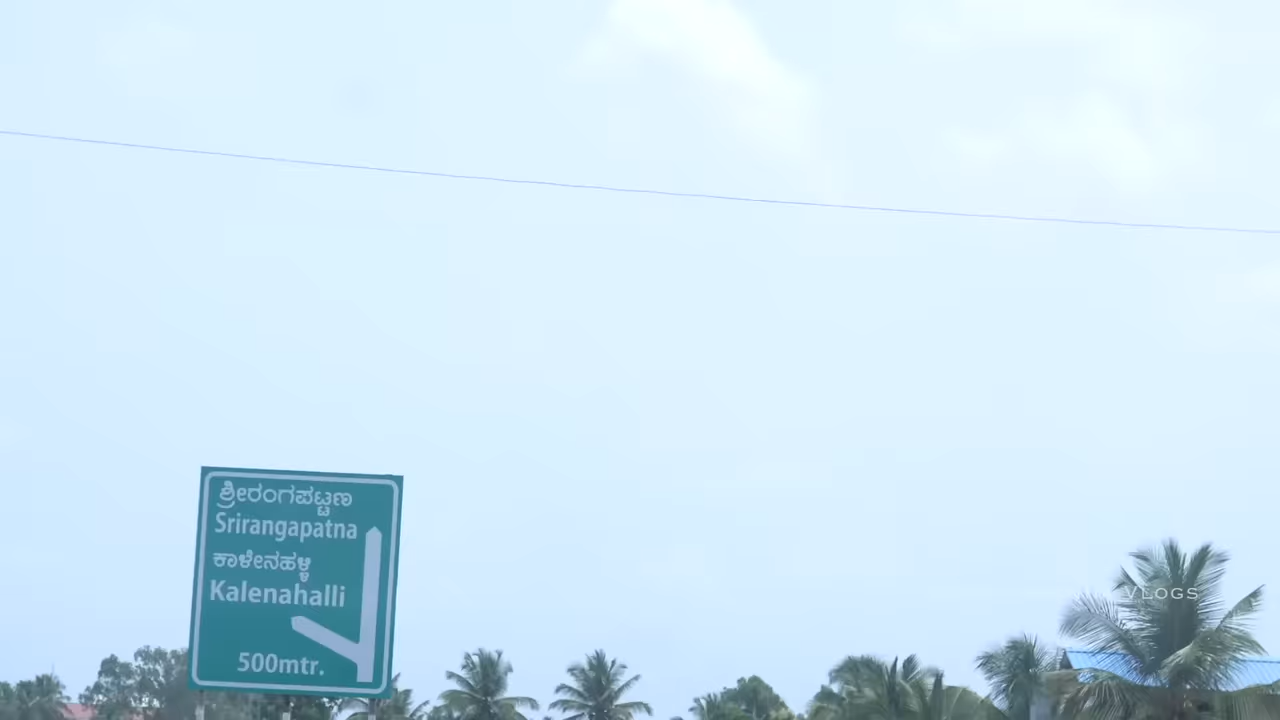 ಶ್ರೀರಂಗಪಟ್ಟಣ
Srirangapatna
ಕಾಳೇನಹಳ್ಳಿ
Kalenahalli
500mtr.
VLOGS